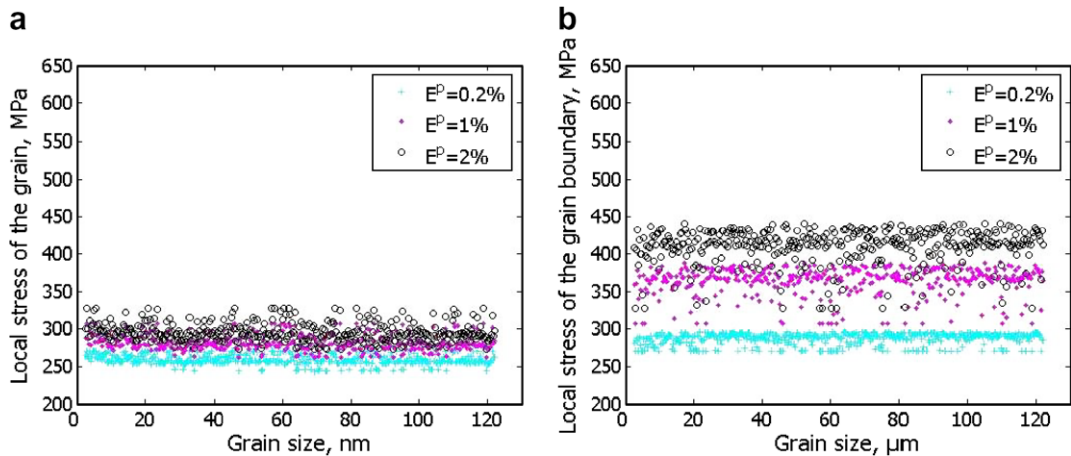 a
b
650
600
550
500
450
400
350
300
250
200
0
20
40
60
80
100
120
Local stress of the grain, MPa
Grain size, nm
E^p=0.2%
E^p=1%
E^p=2%
650
600
550
500
450
400
350
300
250
200
0
20
40
60
80
100
120
Local stress of the grain boundary, MPa
Grain size, µm
E^p=0.2%
E^p=1%
E^p=2%